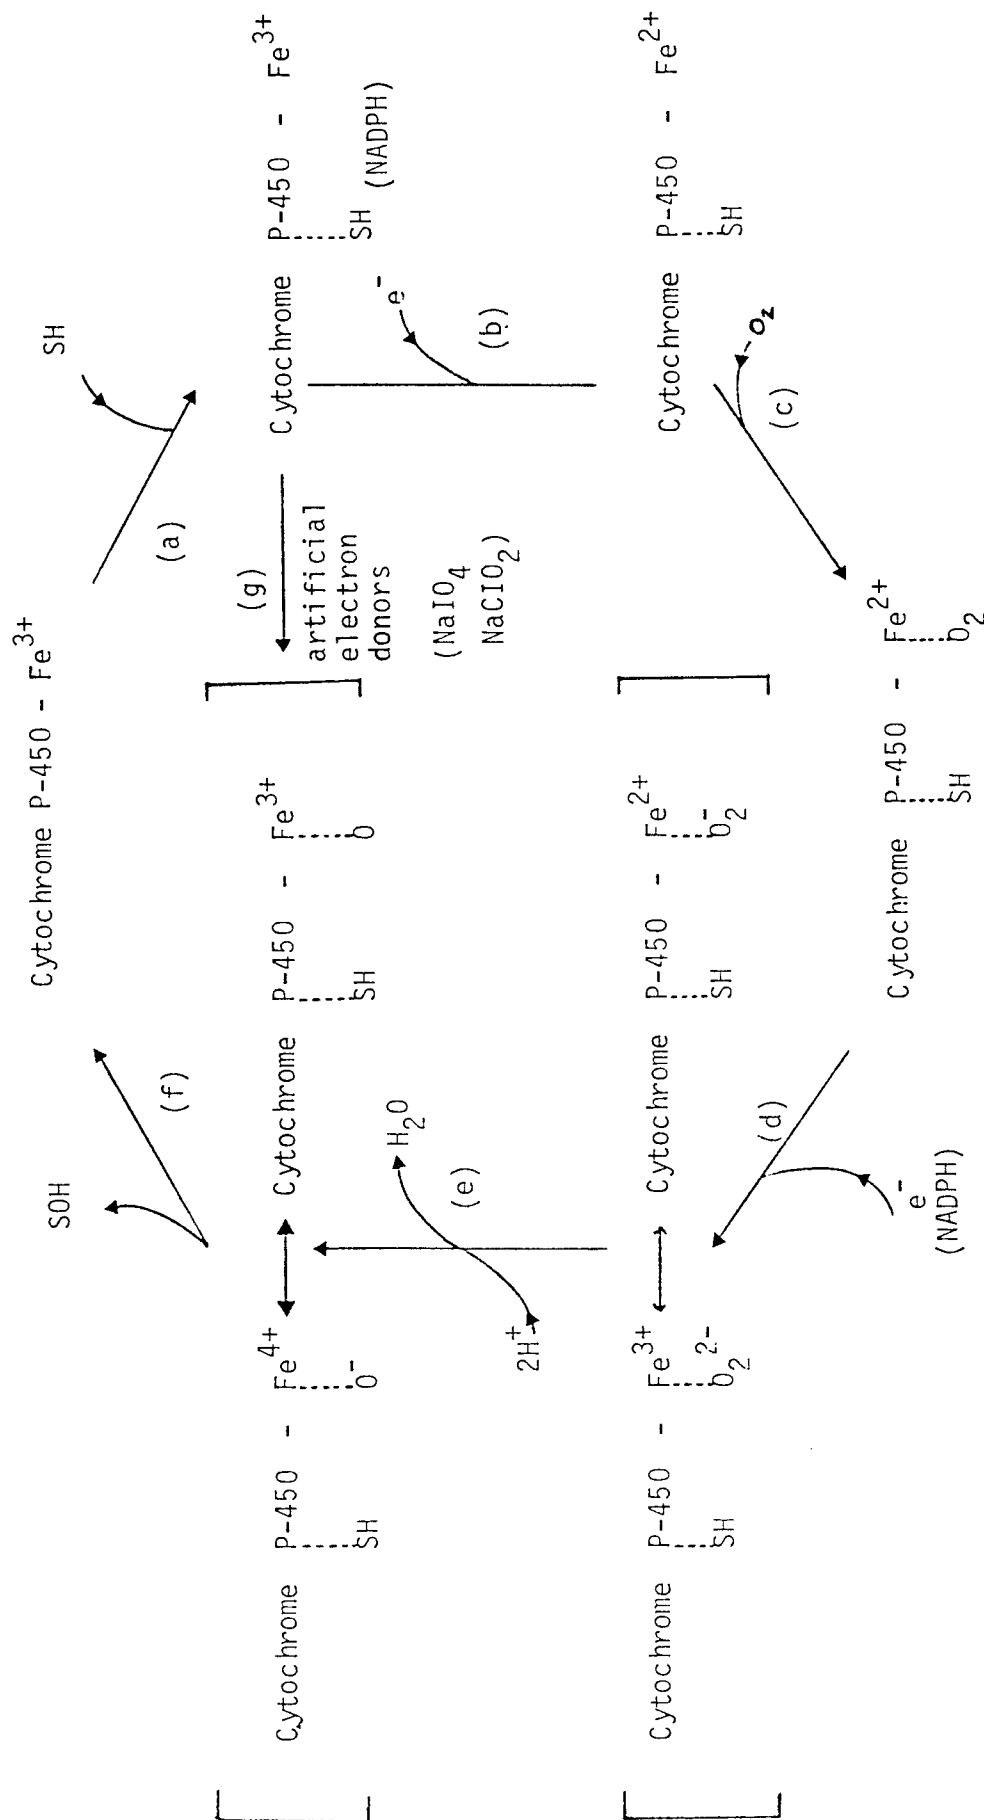 Cytochrome P-450 - Fe3+
SH
(a)
Cytochrome P-450 - Fe3+
SH (NADPH)
e-
(b)
Cytochrome P-450 - Fe2+
SH
O2
(c)
Cytochrome P-450 - Fe2+
SH O2
(d)
e-
(NADPH)
Cytochrome P-450 - Fe3+
SH O2 2-
Cytochrome P-450 - Fe2+
SH O2-
2H+
H2O
(e)
Cytochrome P-450 - Fe4+
SH O-
Cytochrome P-450 - Fe3+
SH O
(g)
artificial
electron
donors
(NaIO4
NaClO2)
SOH
(f)